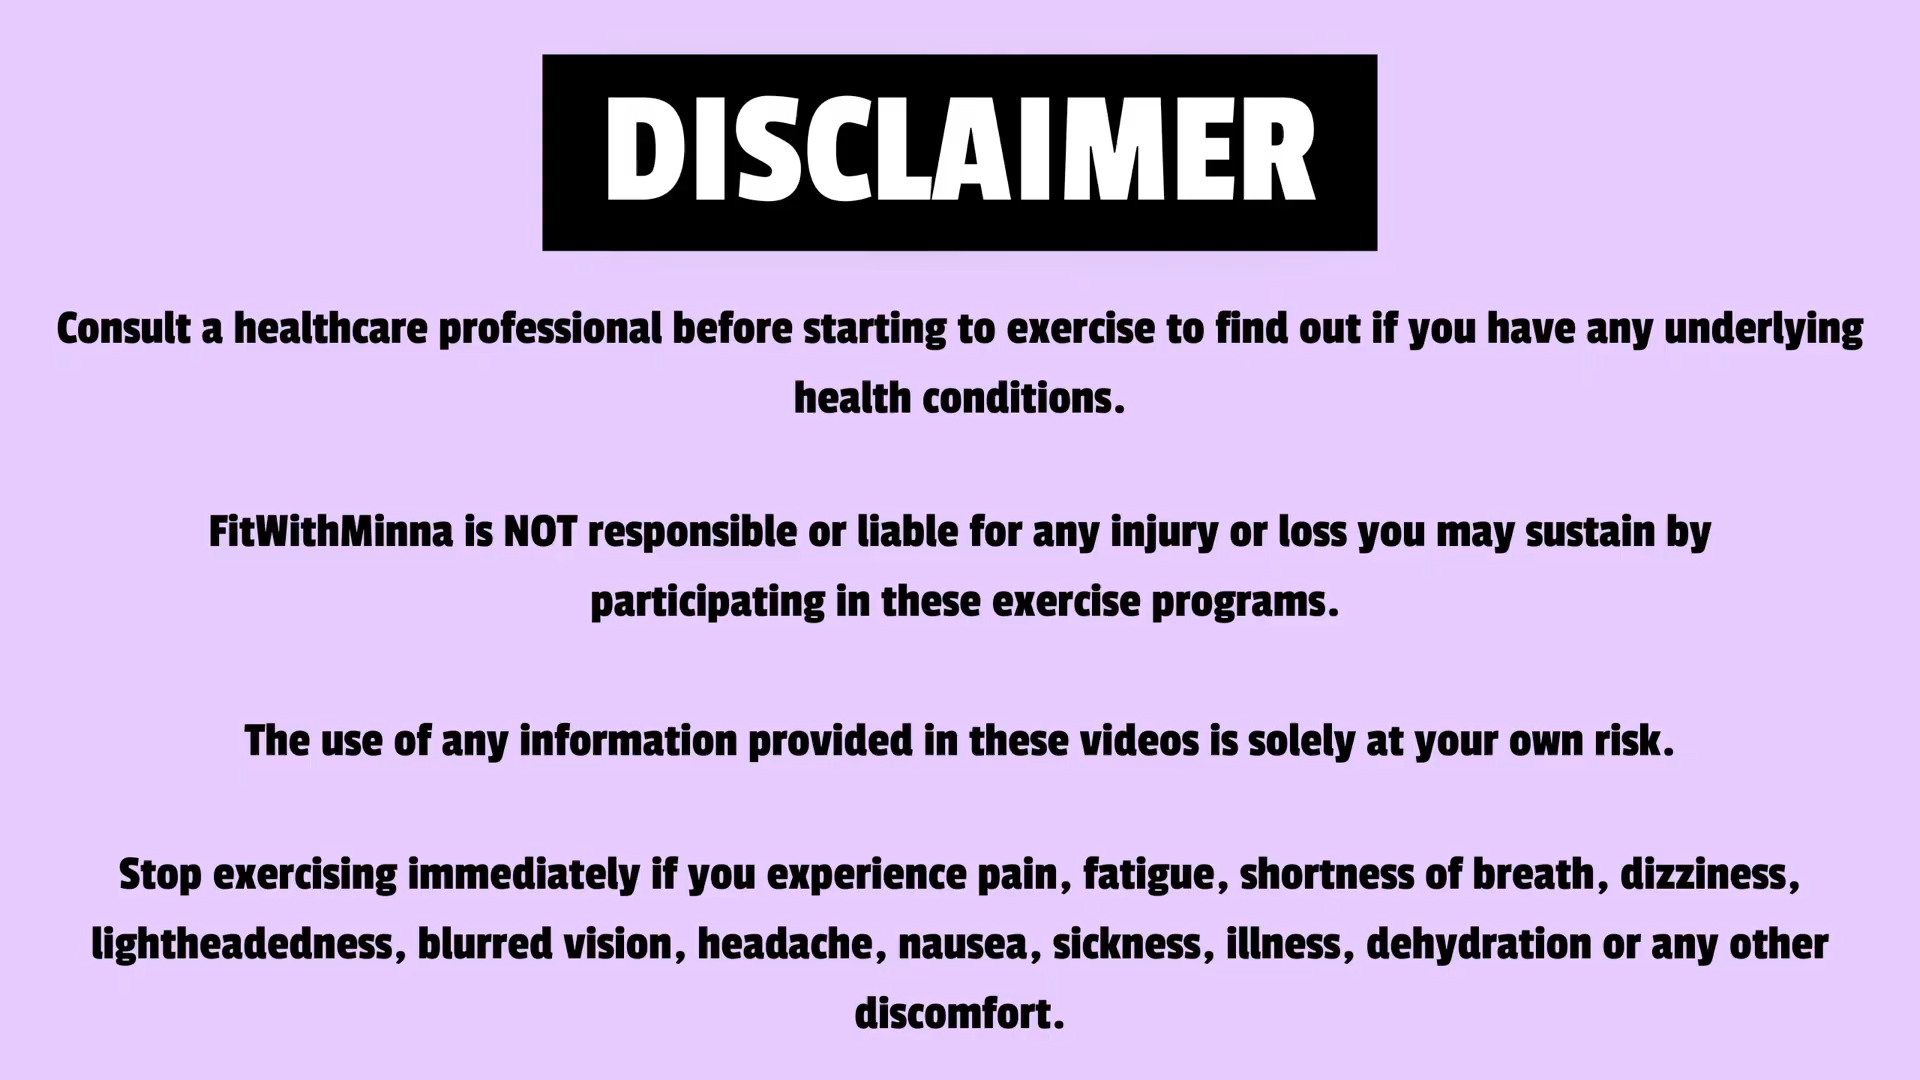 DISCLAIMER
Consult a healthcare professional before starting to exercise to find out if you have any underlying
health conditions.
FitWithMinna is NOT responsible or liable for any injury or loss you may sustain by
participating in these exercise programs.
The use of any information provided in these videos is solely at your own risk.
Stop exercising immediately if you experience pain, fatigue, shortness of breath, dizziness,
lightheadedness, blurred vision, headache, nausea, sickness, illness, dehydration or any other
discomfort.